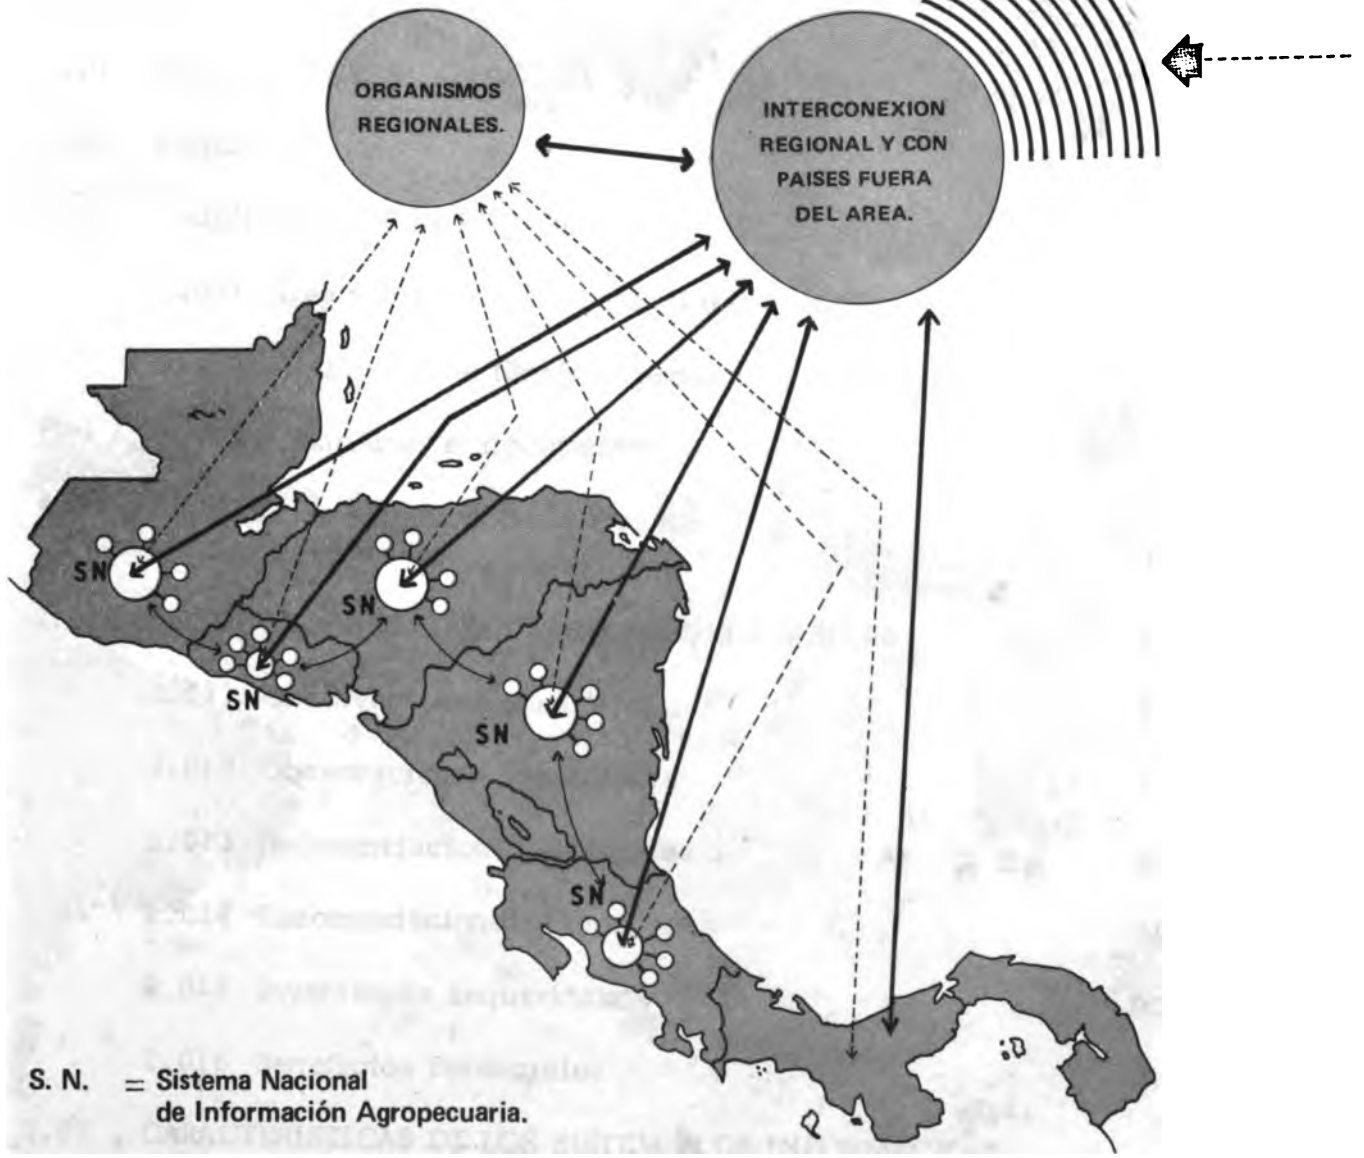 ORGANISMOS
REGIONALES.
INTERCONEXION
REGIONAL Y CON
PAISES FUERA
DEL AREA.
SN
SN
SN
SN
SN
S. N. = Sistema Nacional
de Información Agropecuaria.